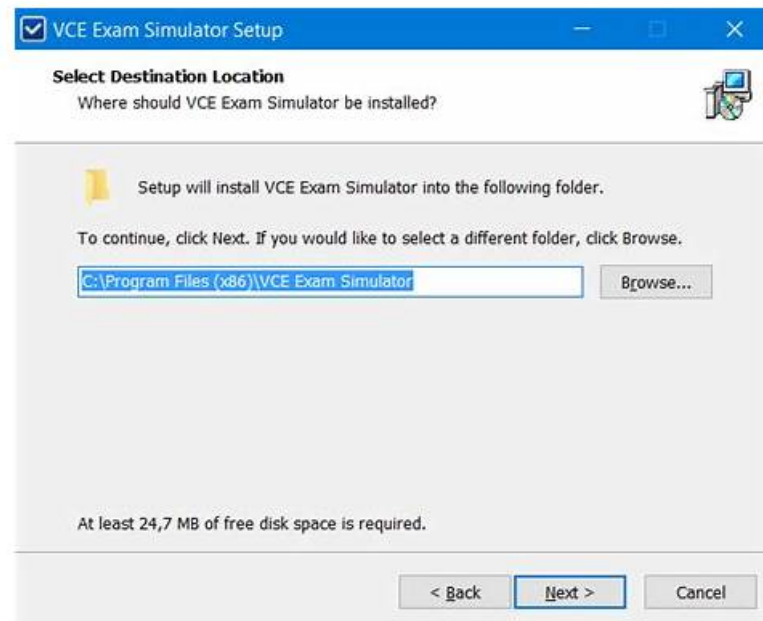 VCE Exam Simulator Setup
Select Destination Location
Where should VCE Exam Simulator be installed?
Setup will install VCE Exam Simulator into the following folder.
To continue, click Next. If you would like to select a different folder, click Browse.
C:\Program Files (x86)\VCE Exam Simulator
Browse...
At least 24,7 MB of free disk space is required.
< Back
Next >
Cancel